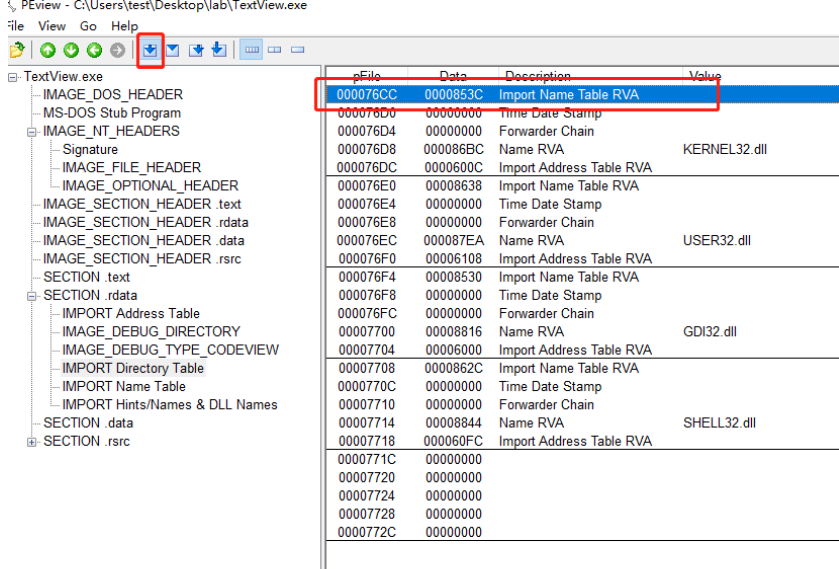 PEview - C:\Users\test\Desktop\lab\TextView.exe
File View Go Help
TextView.exe
IMAGE_DOS_HEADER
MS-DOS Stub Program
IMAGE_NT_HEADERS
Signature
IMAGE_FILE_HEADER
IMAGE_OPTIONAL_HEADER
IMAGE_SECTION_HEADER .text
IMAGE_SECTION_HEADER .rdata
IMAGE_SECTION_HEADER .data
IMAGE_SECTION_HEADER .rsrc
SECTION .text
SECTION .rdata
IMPORT Address Table
IMAGE_DEBUG_DIRECTORY
IMAGE_DEBUG_TYPE_CODEVIEW
IMPORT Directory Table
IMPORT Name Table
IMPORT Hints/Names & DLL Names
SECTION .data
SECTION .rsrc
pFile Data Description Value
000076CC 0000853C Import Name Table RVA
000076D0 00000000 Time Date Stamp
000076D4 00000000 Forwarder Chain
000076D8 000086BC Name RVA KERNEL32.dll
000076DC 0000600C Import Address Table RVA
000076E0 00008638 Import Name Table RVA
000076E4 00000000 Time Date Stamp
000076E8 00000000 Forwarder Chain
000076EC 000087EA Name RVA USER32.dll
000076F0 00006108 Import Address Table RVA
000076F4 00008530 Import Name Table RVA
000076F8 00000000 Time Date Stamp
000076FC 00000000 Forwarder Chain
00007700 00008816 Name RVA GDI32.dll
00007704 00006000 Import Address Table RVA
00007708 0000862C Import Name Table RVA
0000770C 00000000 Time Date Stamp
00007710 00000000 Forwarder Chain
00007714 00008844 Name RVA SHELL32.dll
00007718 000060FC Import Address Table RVA
0000771C 00000000
00007720 00000000
00007724 00000000
00007728 00000000
0000772C 00000000